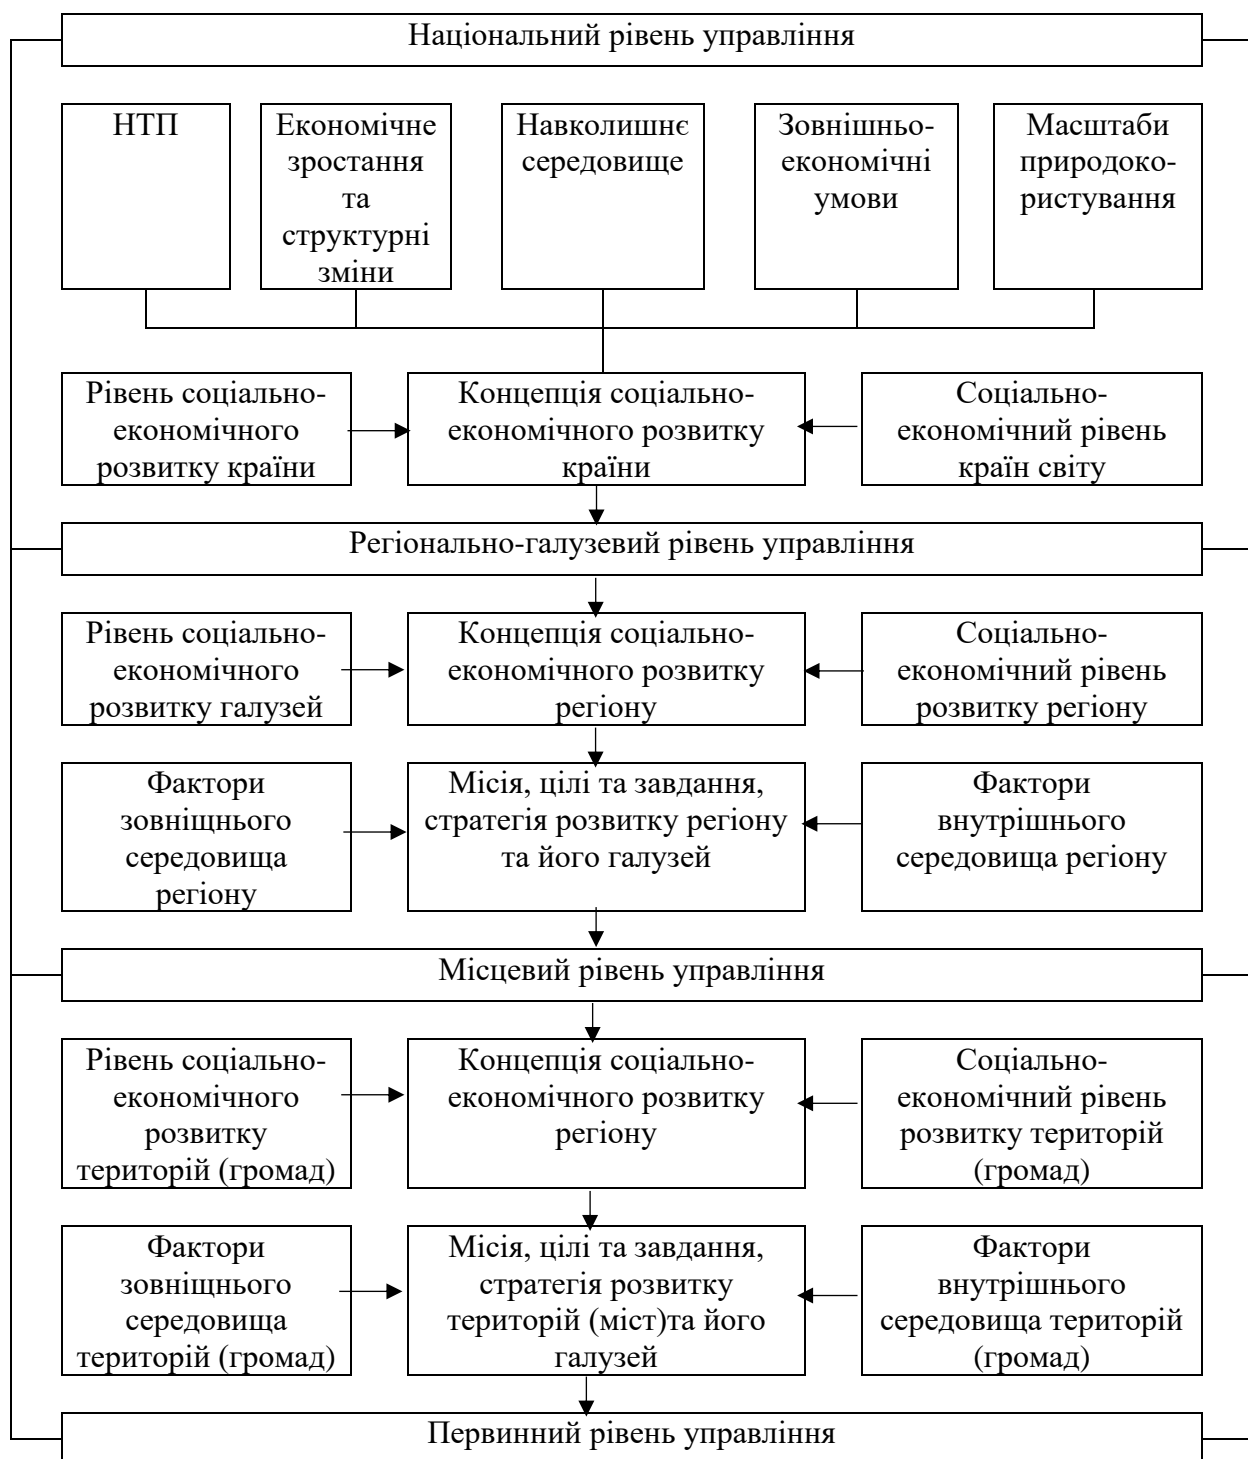 Національний рівень управління
НТП
Економічне
зростання
та
структурні
зміни
Навколишнє
середовище
Зовнішньо-
економічні
умови
Масштаби
природоко-
ристування
Рівень соціально-
економічного
розвитку країни
Концепція соціально-
економічного розвитку
країни
Соціально-
економічний рівень
країн світу
Регіонально-галузевий рівень управління
Рівень соціально-
економічного
розвитку галузей
Концепція соціально-
економічного розвитку
регіону
Соціально-
економічний рівень
розвитку регіону
Фактори
зовніщнього
середовища
регіону
Місія, цілі та завдання,
стратегія розвитку регіону
та його галузей
Фактори
внутрішнього
середовища регіону
Місцевий рівень управління
Рівень соціально-
економічного
розвитку
територій (громад)
Концепція соціально-
економічного розвитку
регіону
Соціально-
економічний рівень
розвитку територій
(громад)
Фактори
зовніщнього
середовища
територій (громад)
Місія, цілі та завдання,
стратегія розвитку
територій (міст)та його
галузей
Фактори
внутрішнього
середовища територій
(громад)
Первинний рівень управління